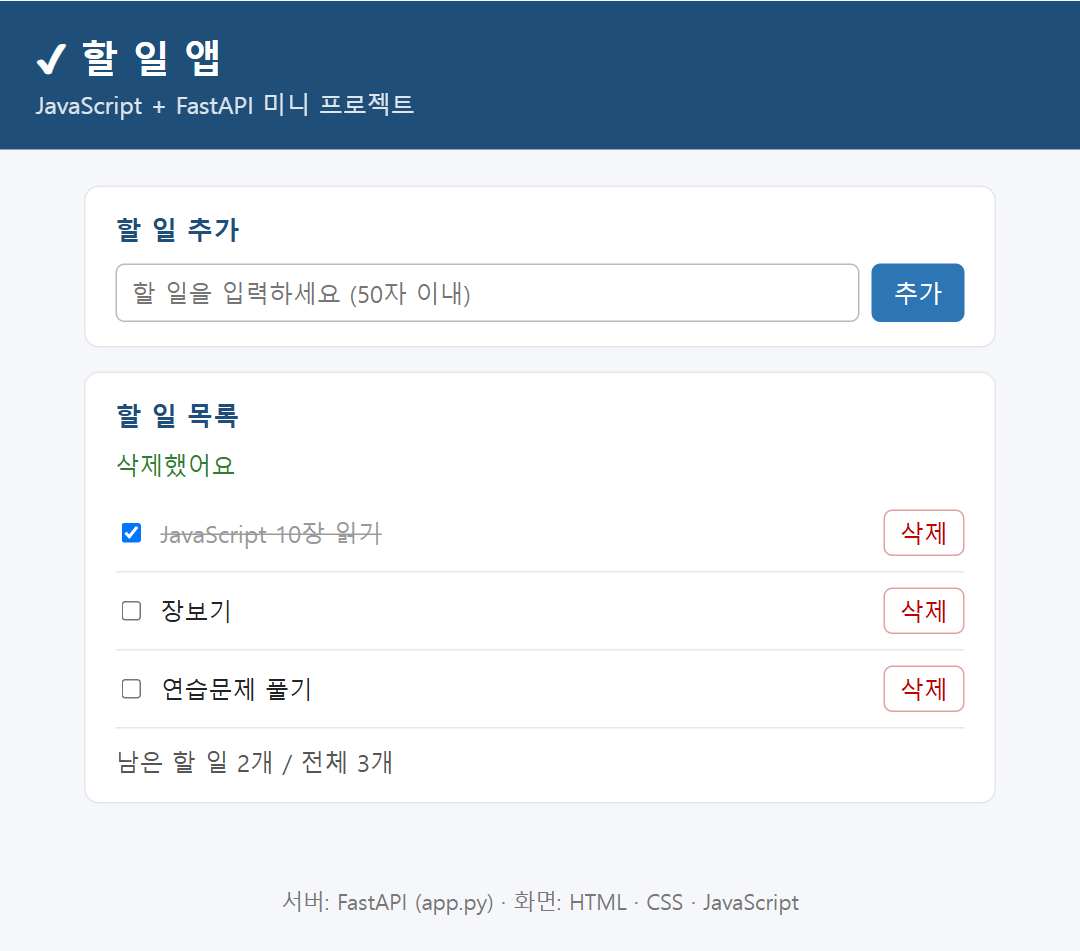 ✔ 할 일 앱
JavaScript + FastAPI 미니 프로젝트
할 일 추가
할 일을 입력하세요 (50자 이내)
추가
할 일 목록
삭제했어요
JavaScript 10장 읽기
삭제
장보기
삭제
연습문제 풀기
삭제
남은 할 일 2개 / 전체 3개
서버: FastAPI (app.py) · 화면: HTML · CSS · JavaScript